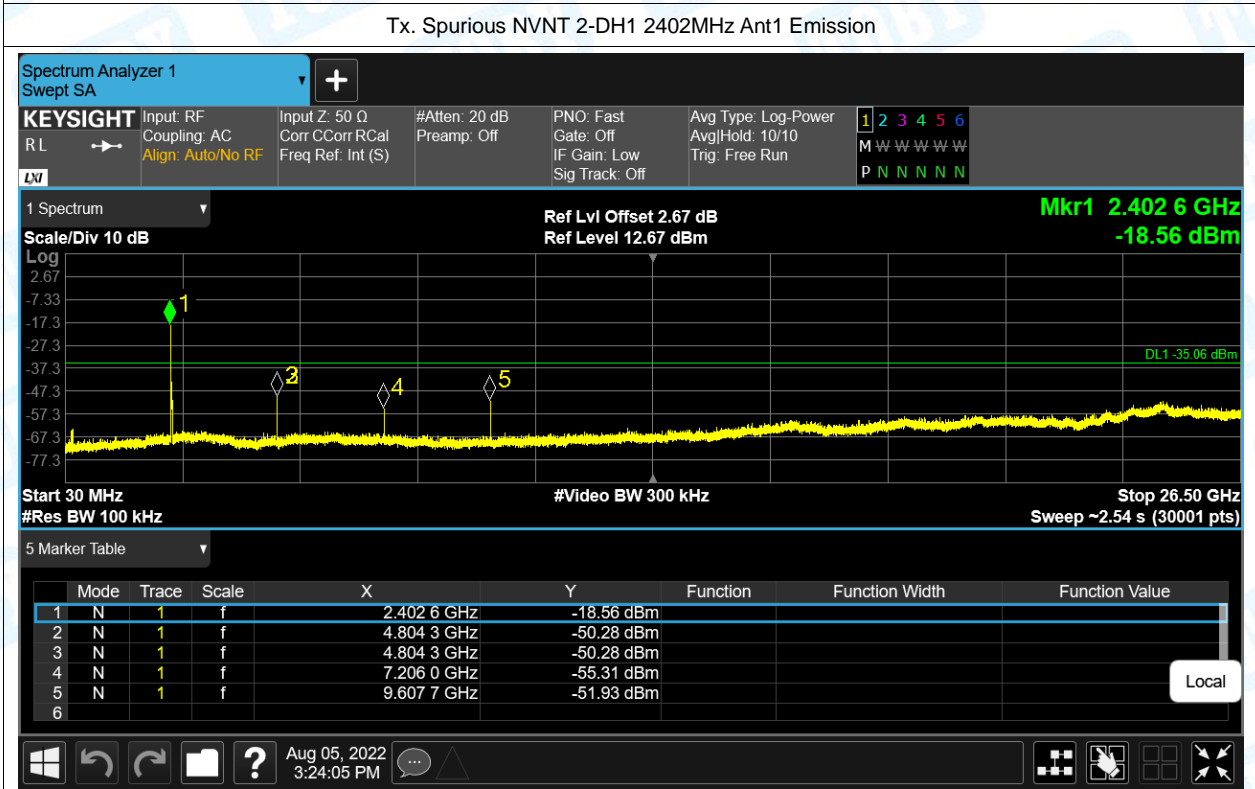 Tx. Spurious NVNT 2-DH1 2402MHz Ant1 Emission
Spectrum Analyzer 1
Swept SA
KEYSIGHT
R L
LXI
Input: RF
Coupling: AC
Align: Auto/No RF
Input Z: 50 Ω
Corr CCorr RCal
Freq Ref: Int (S)
#Atten: 20 dB
Preamp: Off
PNO: Fast
Gate: Off
IF Gain: Low
Sig Track: Off
Avg Type: Log-Power
Avg|Hold: 10/10
Trig: Free Run
1 2 3 4 5 6
M W W W W W
P N N N N N
1 Spectrum
Scale/Div 10 dB
Ref Lvl Offset 2.67 dB
Ref Level 12.67 dBm
Mkr1 2.402 6 GHz
-18.56 dBm
Log
2.67
-7.33
-17.3
-27.3
-37.3
-47.3
-57.3
-67.3
-77.3
1
3
4
5
DL1 -35.06 dBm
Start 30 MHz
#Video BW 300 kHz
Stop 26.50 GHz
#Res BW 100 kHz
Sweep ~2.54 s (30001 pts)
5 Marker Table
Mode Trace Scale X Y Function Function Width Function Value
1 N 1 f 2.402 6 GHz -18.56 dBm
2 N 1 f 4.804 3 GHz -50.28 dBm
3 N 1 f 4.804 3 GHz -50.28 dBm
4 N 1 f 7.206 0 GHz -55.31 dBm
5 N 1 f 9.607 7 GHz -51.93 dBm
6
Local
?
Aug 05, 2022
3:24:05 PM